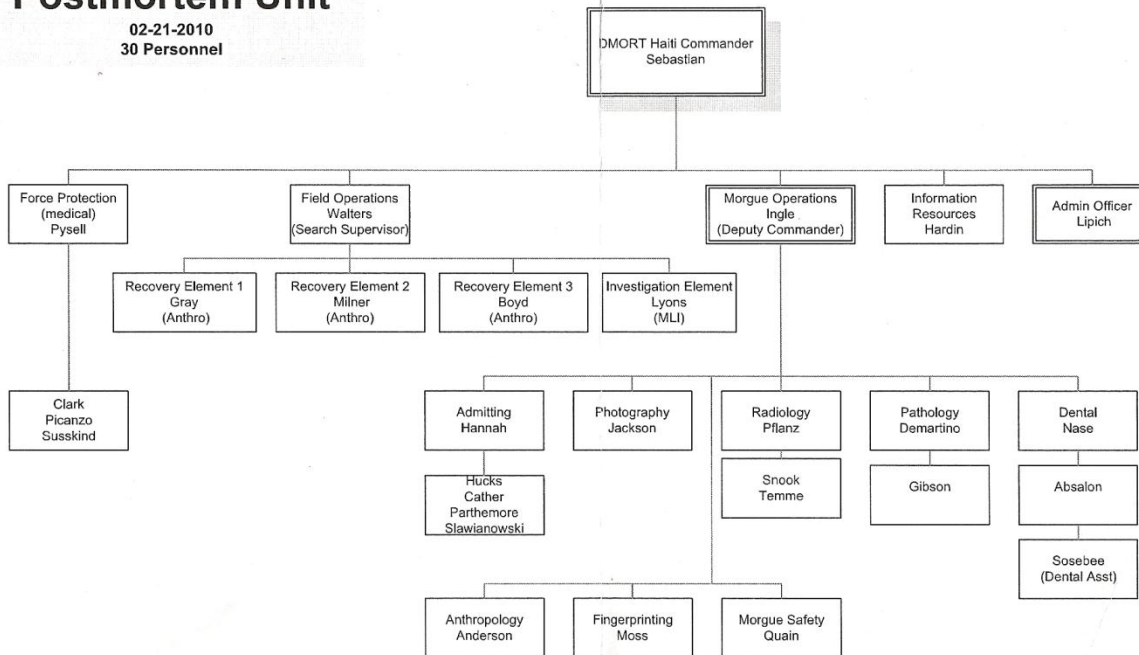 Postmortem Unit
02-21-2010
30 Personnel
DMORT Haiti Commander
Sebastian
Force Protection
(medical)
Pysell
Field Operations
Walters
(Search Supervisor)
Morgue Operations
Ingle
(Deputy Commander)
Information
Resources
Hardin
Admin Officer
Lipich
Recovery Element 1
Gray
(Anthro)
Recovery Element 2
Milner
(Anthro)
Recovery Element 3
Boyd
(Anthro)
Investigation Element
Lyons
(MLI)
Clark
Picanzo
Susskind
Admitting
Hannah
Photography
Jackson
Radiology
Pflanz
Pathology
Demartino
Dental
Nase
Hucks
Cather
Parthemore
Slawianowski
Snook
Temme
Gibson
Absalon
Sosebee
(Dental Asst)
Anthropology
Anderson
Fingerprinting
Moss
Morgue Safety
Quain